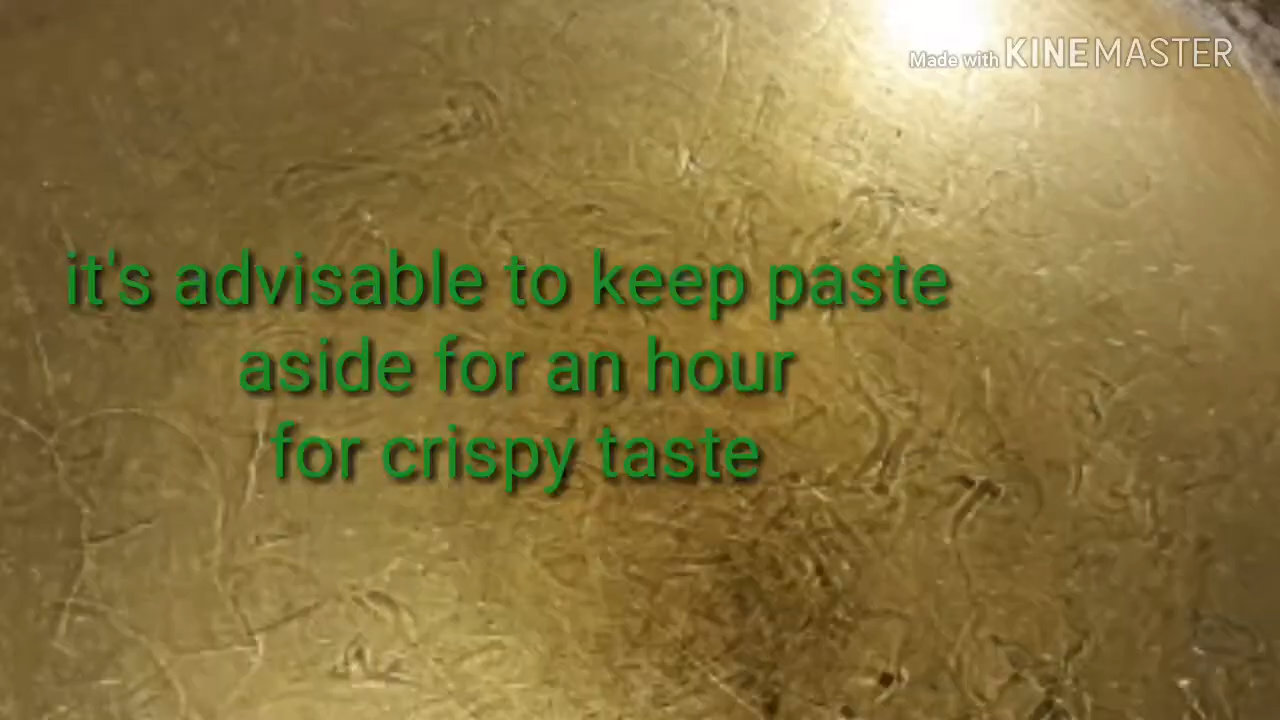 Made with KINEMASTER
it's advisable to keep paste
aside for an hour
for crispy taste